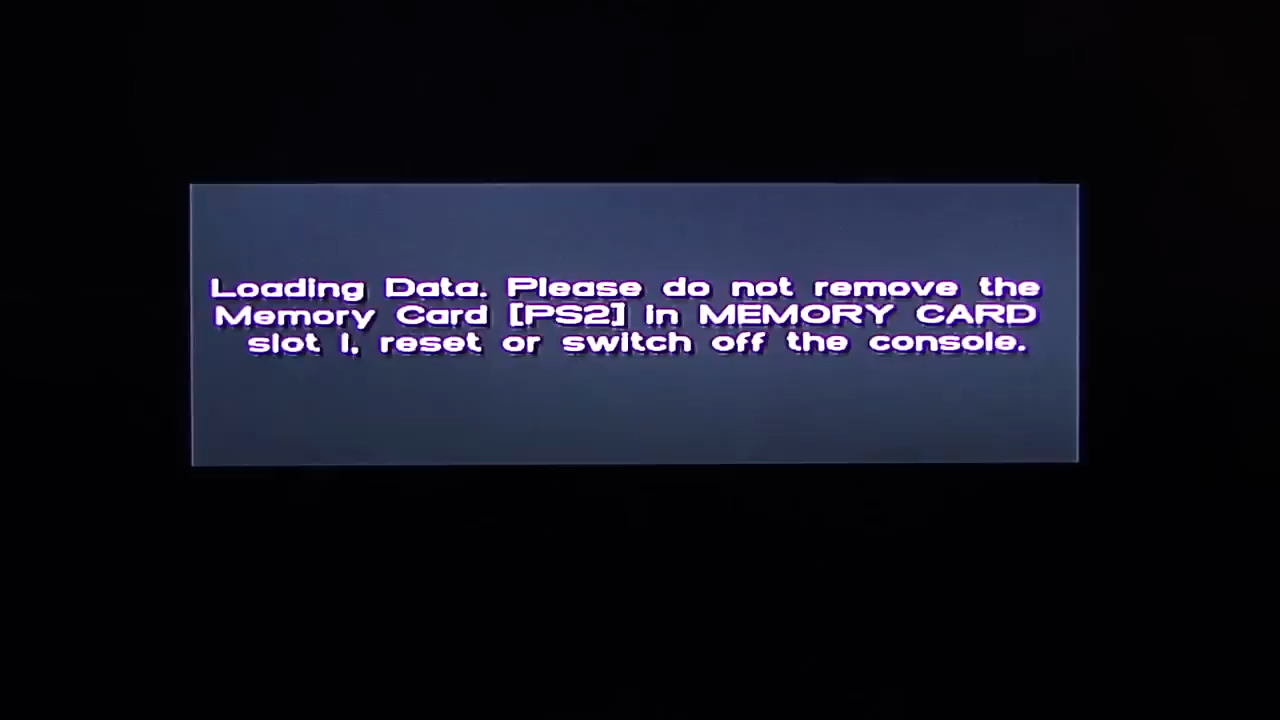 Loading Data. Please do not remove the
Memory Card [PS2] in MEMORY CARD
slot 1, reset or switch off the console.